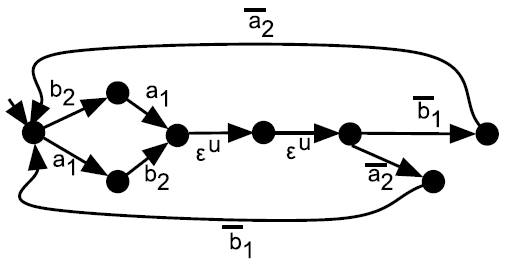 a̅₂
b₂ a₁ b̅₁
εᵘ εᵘ
a₁ b₂ a̅₂
b̅₁